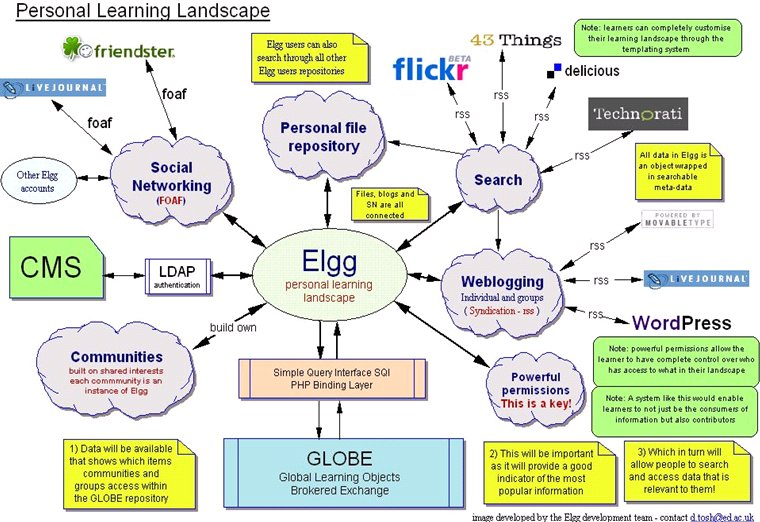 Personal Learning Landscape
friendster
LIVEJOURNAL
foaf
foaf
Other Elgg
accounts
Social
Networking
(FOAF)
Elgg users can also
search through all other
Elgg users repositories
Personal file
repository
Files, blogs and
SN are all
connected
flickr
BETA
43 Things
delicious
Technorati
rss
rss
rss
rss
Search
Note: learners can completely customise
their learning landscape through the
templating system
All data in Elgg is
an object wrapped
in searchable
meta-data
CMS
LDAP
authentication
Elgg
personal learning
landscape
Weblogging
Individual and groups
( Syndication - rss )
rss
rss
rss
POWERED BY
MOVABLETYPE
LIVEJOURNAL
WordPress
build own
Communities
built on shared interests
each commmunity is an
instance of Elgg
Simple Query Interface SQI
PHP Binding Layer
Powerful
permissions
This is a key!
Note: powerful permissions allow the
learner to have complete control over who
has access to what in their landscape
Note: A system like this would enable
learners to not just be the consumers of
information but also contributors
1) Data will be available
that shows which items
communities and
groups access within
the GLOBE repository
GLOBE
Global Learning Objects
Brokered Exchange
2) This will be important
as it will provide a good
indicator of the most
popular information
3) Which in turn will
allow people to search
and access data that is
relevant to them!
image developed by the Elgg development team - contact d.tosh@ed.ac.uk